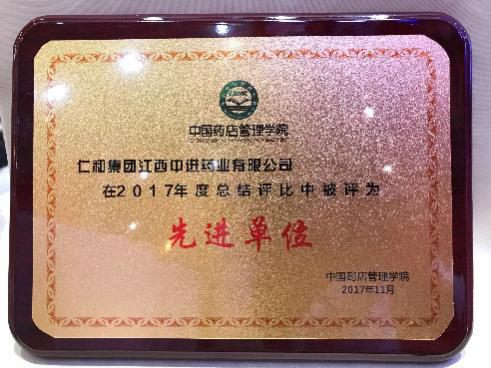 中国药店管理学院
仁和集团江西中进药业有限公司
在2017年度总结评比中被评为
先进单位
中国药店管理学院
2017年11月